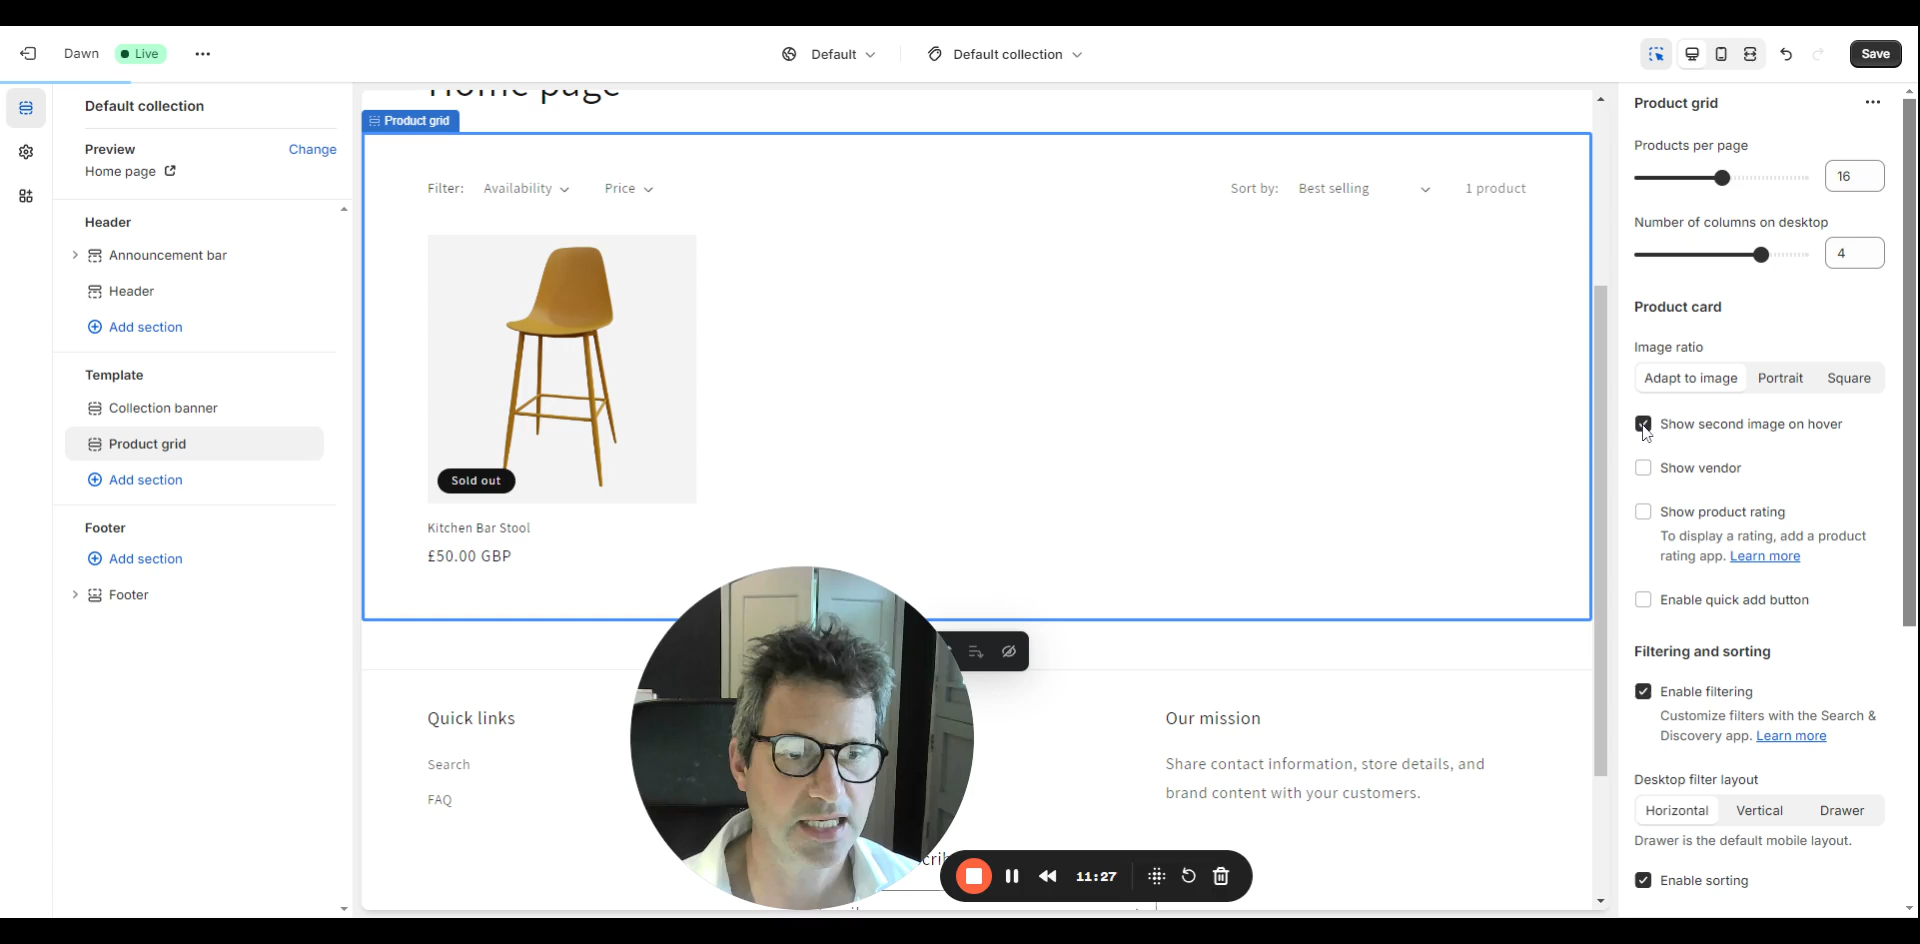 Dawn
Live
Default
Default collection
Save
Default collection
Preview
Change
Home page
Header
Announcement bar
Header
Add section
Template
Collection banner
Product grid
Add section
Footer
Add section
Footer
Home page
Product grid
Filter:
Availability
Price
Sort by:
Best selling
1 product
Sold out
Kitchen Bar Stool
£50.00 GBP
Quick links
Search
FAQ
Our mission
Share contact information, store details, and
brand content with your customers.
11:27
Product grid
Products per page
16
Number of columns on desktop
4
Product card
Image ratio
Adapt to image
Portrait
Square
Show second image on hover
Show vendor
Show product rating
To display a rating, add a product
rating app. Learn more
Enable quick add button
Filtering and sorting
Enable filtering
Customize filters with the Search &
Discovery app. Learn more
Desktop filter layout
Horizontal
Vertical
Drawer
Drawer is the default mobile layout.
Enable sorting